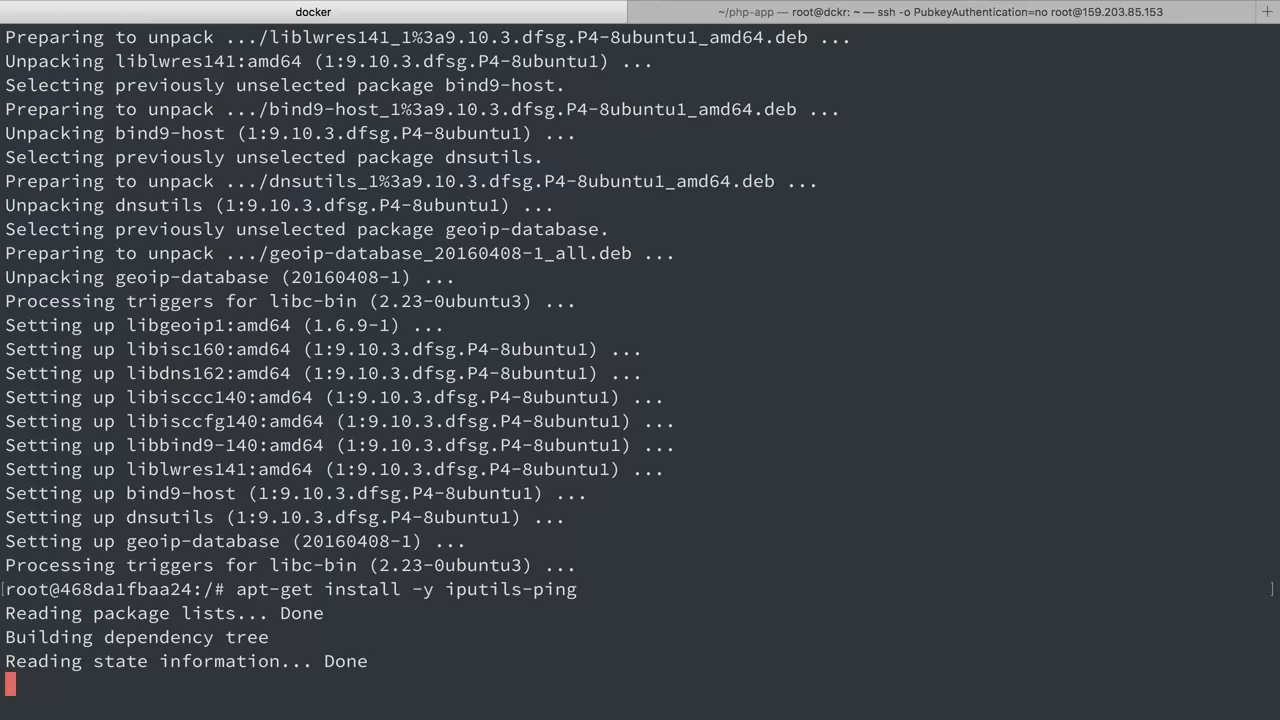 docker
~/php-app — root@dckr: ~ — ssh -o PubkeyAuthentication=no root@159.203.85.153
Preparing to unpack .../liblwres141_1%3a9.10.3.dfsg.P4-8ubuntu1_amd64.deb ...
Unpacking liblwres141:amd64 (1:9.10.3.dfsg.P4-8ubuntu1) ...
Selecting previously unselected package bind9-host.
Preparing to unpack .../bind9-host_1%3a9.10.3.dfsg.P4-8ubuntu1_amd64.deb ...
Unpacking bind9-host (1:9.10.3.dfsg.P4-8ubuntu1) ...
Selecting previously unselected package dnsutils.
Preparing to unpack .../dnsutils_1%3a9.10.3.dfsg.P4-8ubuntu1_amd64.deb ...
Unpacking dnsutils (1:9.10.3.dfsg.P4-8ubuntu1) ...
Selecting previously unselected package geoip-database.
Preparing to unpack .../geoip-database_20160408-1_all.deb ...
Unpacking geoip-database (20160408-1) ...
Processing triggers for libc-bin (2.23-0ubuntu3) ...
Setting up libgeoip1:amd64 (1.6.9-1) ...
Setting up libisc160:amd64 (1:9.10.3.dfsg.P4-8ubuntu1) ...
Setting up libdns162:amd64 (1:9.10.3.dfsg.P4-8ubuntu1) ...
Setting up libisccc140:amd64 (1:9.10.3.dfsg.P4-8ubuntu1) ...
Setting up libisccfg140:amd64 (1:9.10.3.dfsg.P4-8ubuntu1) ...
Setting up libbind9-140:amd64 (1:9.10.3.dfsg.P4-8ubuntu1) ...
Setting up liblwres141:amd64 (1:9.10.3.dfsg.P4-8ubuntu1) ...
Setting up bind9-host (1:9.10.3.dfsg.P4-8ubuntu1) ...
Setting up dnsutils (1:9.10.3.dfsg.P4-8ubuntu1) ...
Setting up geoip-database (20160408-1) ...
Processing triggers for libc-bin (2.23-0ubuntu3) ...
[root@468da1fbaa24:/# apt-get install -y iputils-ping ]
Reading package lists... Done
Building dependency tree
Reading state information... Done